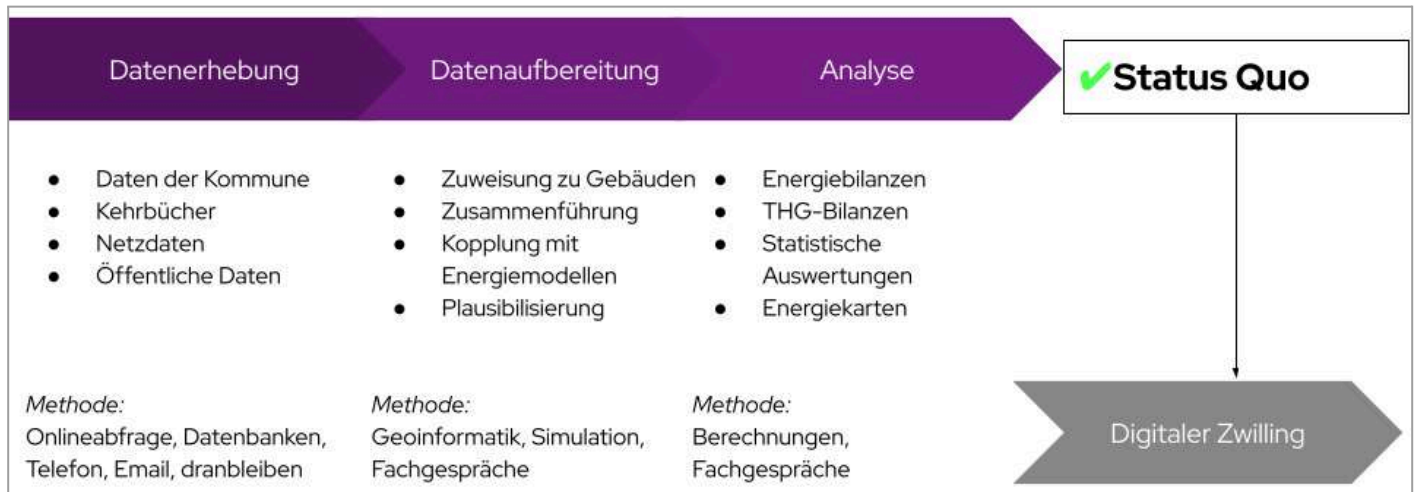 Datenerhebung
Datenaufbereitung
Analyse
✔Status Quo
● Daten der Kommune
● Kehrbücher
● Netzdaten
● Öffentliche Daten
● Zuweisung zu Gebäuden
● Zusammenführung
● Kopplung mit
Energiemodellen
● Plausibilisierung
● Energiebilanzen
● THG-Bilanzen
● Statistische
Auswertungen
● Energiekarten
Methode:
Onlineabfrage, Datenbanken,
Telefon, Email, dranbleiben
Methode:
Geoinformatik, Simulation,
Fachgespräche
Methode:
Berechnungen,
Fachgespräche
Digitaler Zwilling